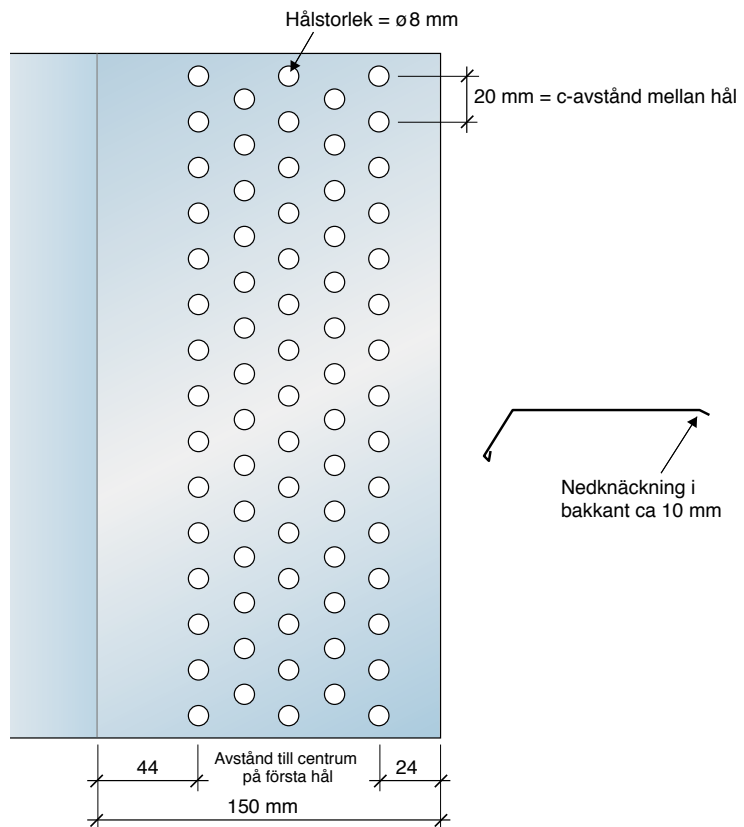 Hålstorlek = ø8 mm
20 mm = c-avstånd mellan hål
Nedknäckning i
bakkant ca 10 mm
44
Avstånd till centrum
på första hål
24
150 mm